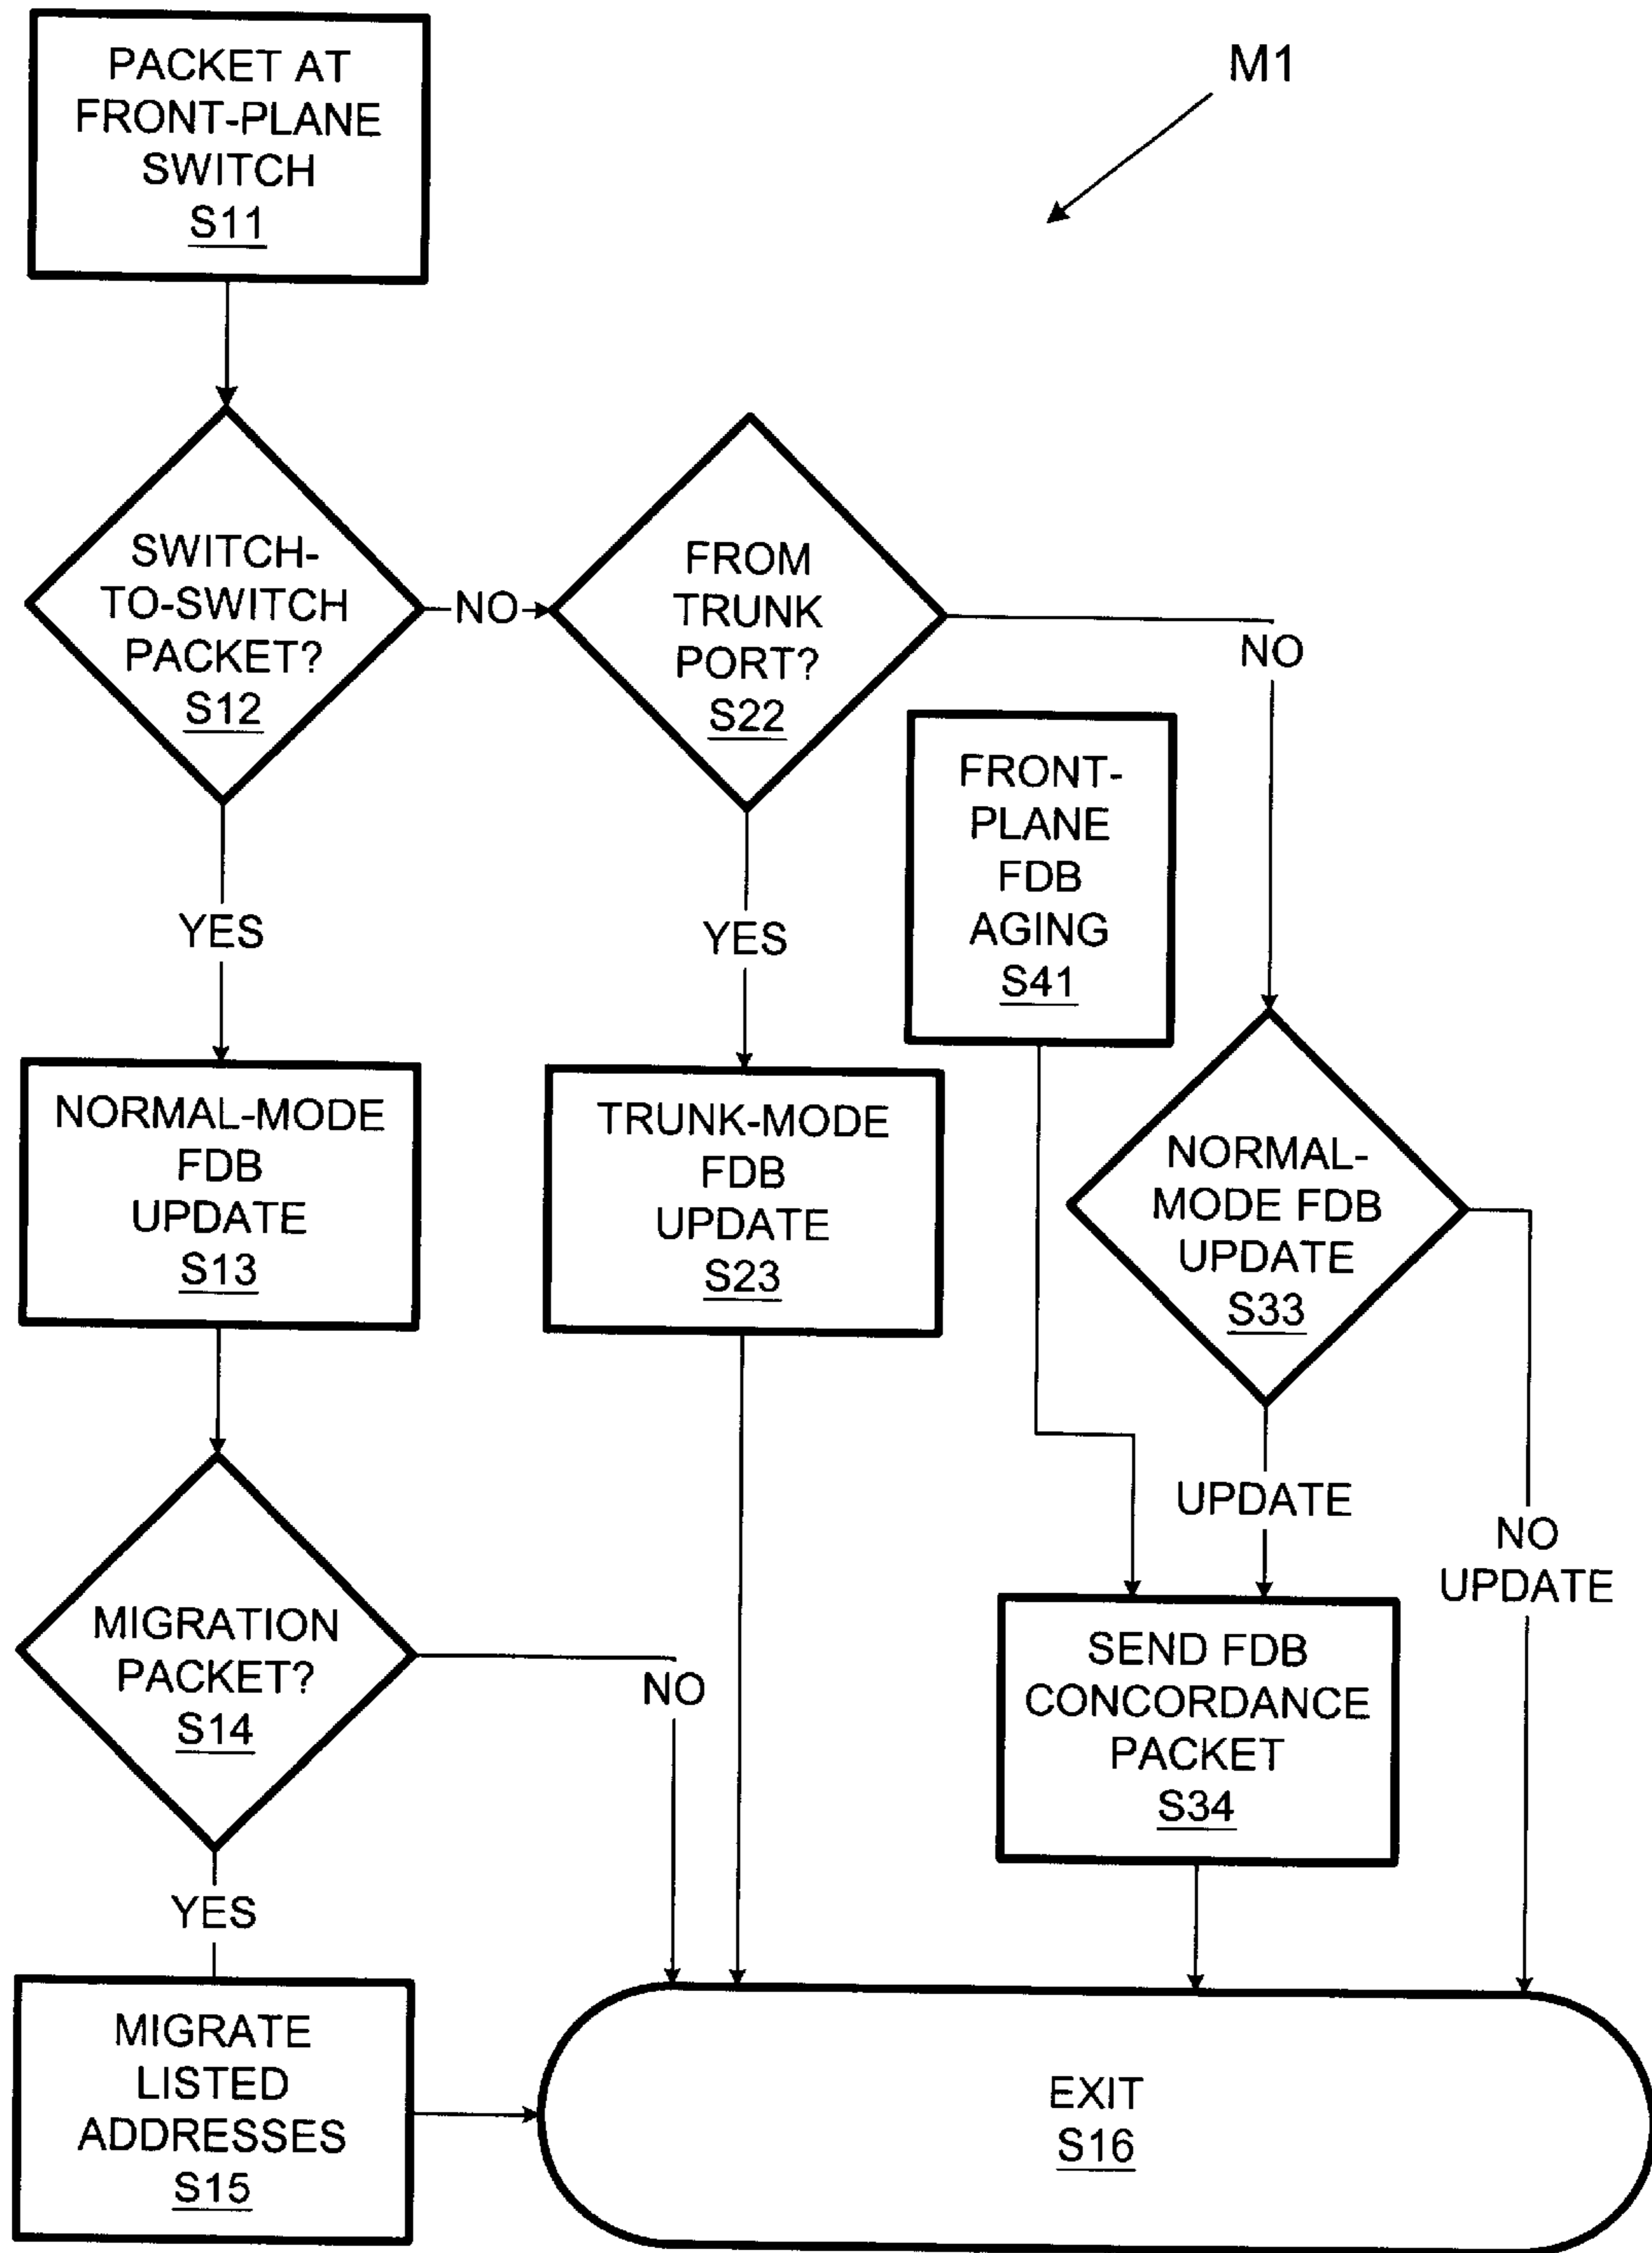 PACKET AT
FRONT-PLANE
SWITCH
S11
M1
SWITCH-
TO-SWITCH
PACKET?
S12
NO
FROM
TRUNK
PORT?
S22
NO
YES
YES
FRONT-
PLANE
FDB
AGING
S41
NORMAL-MODE
FDB
UPDATE
S13
TRUNK-MODE
FDB
UPDATE
S23
NORMAL-
MODE FDB
UPDATE
S33
UPDATE
NO
UPDATE
MIGRATION
PACKET?
S14
NO
YES
SEND FDB
CONCORDANCE
PACKET
S34
MIGRATE
LISTED
ADDRESSES
S15
EXIT
S16